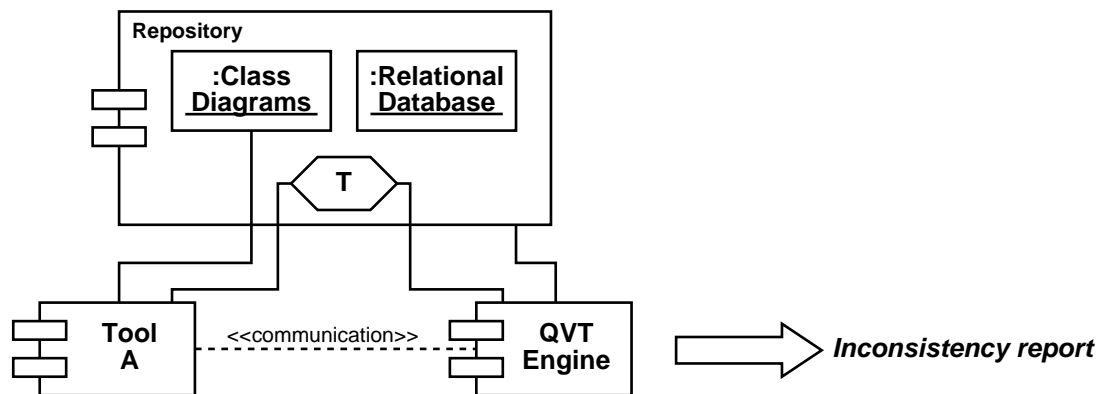 Repository
:Class
Diagrams
:Relational
Database
T
Tool
A
<<communication>>
QVT
Engine
Inconsistency report